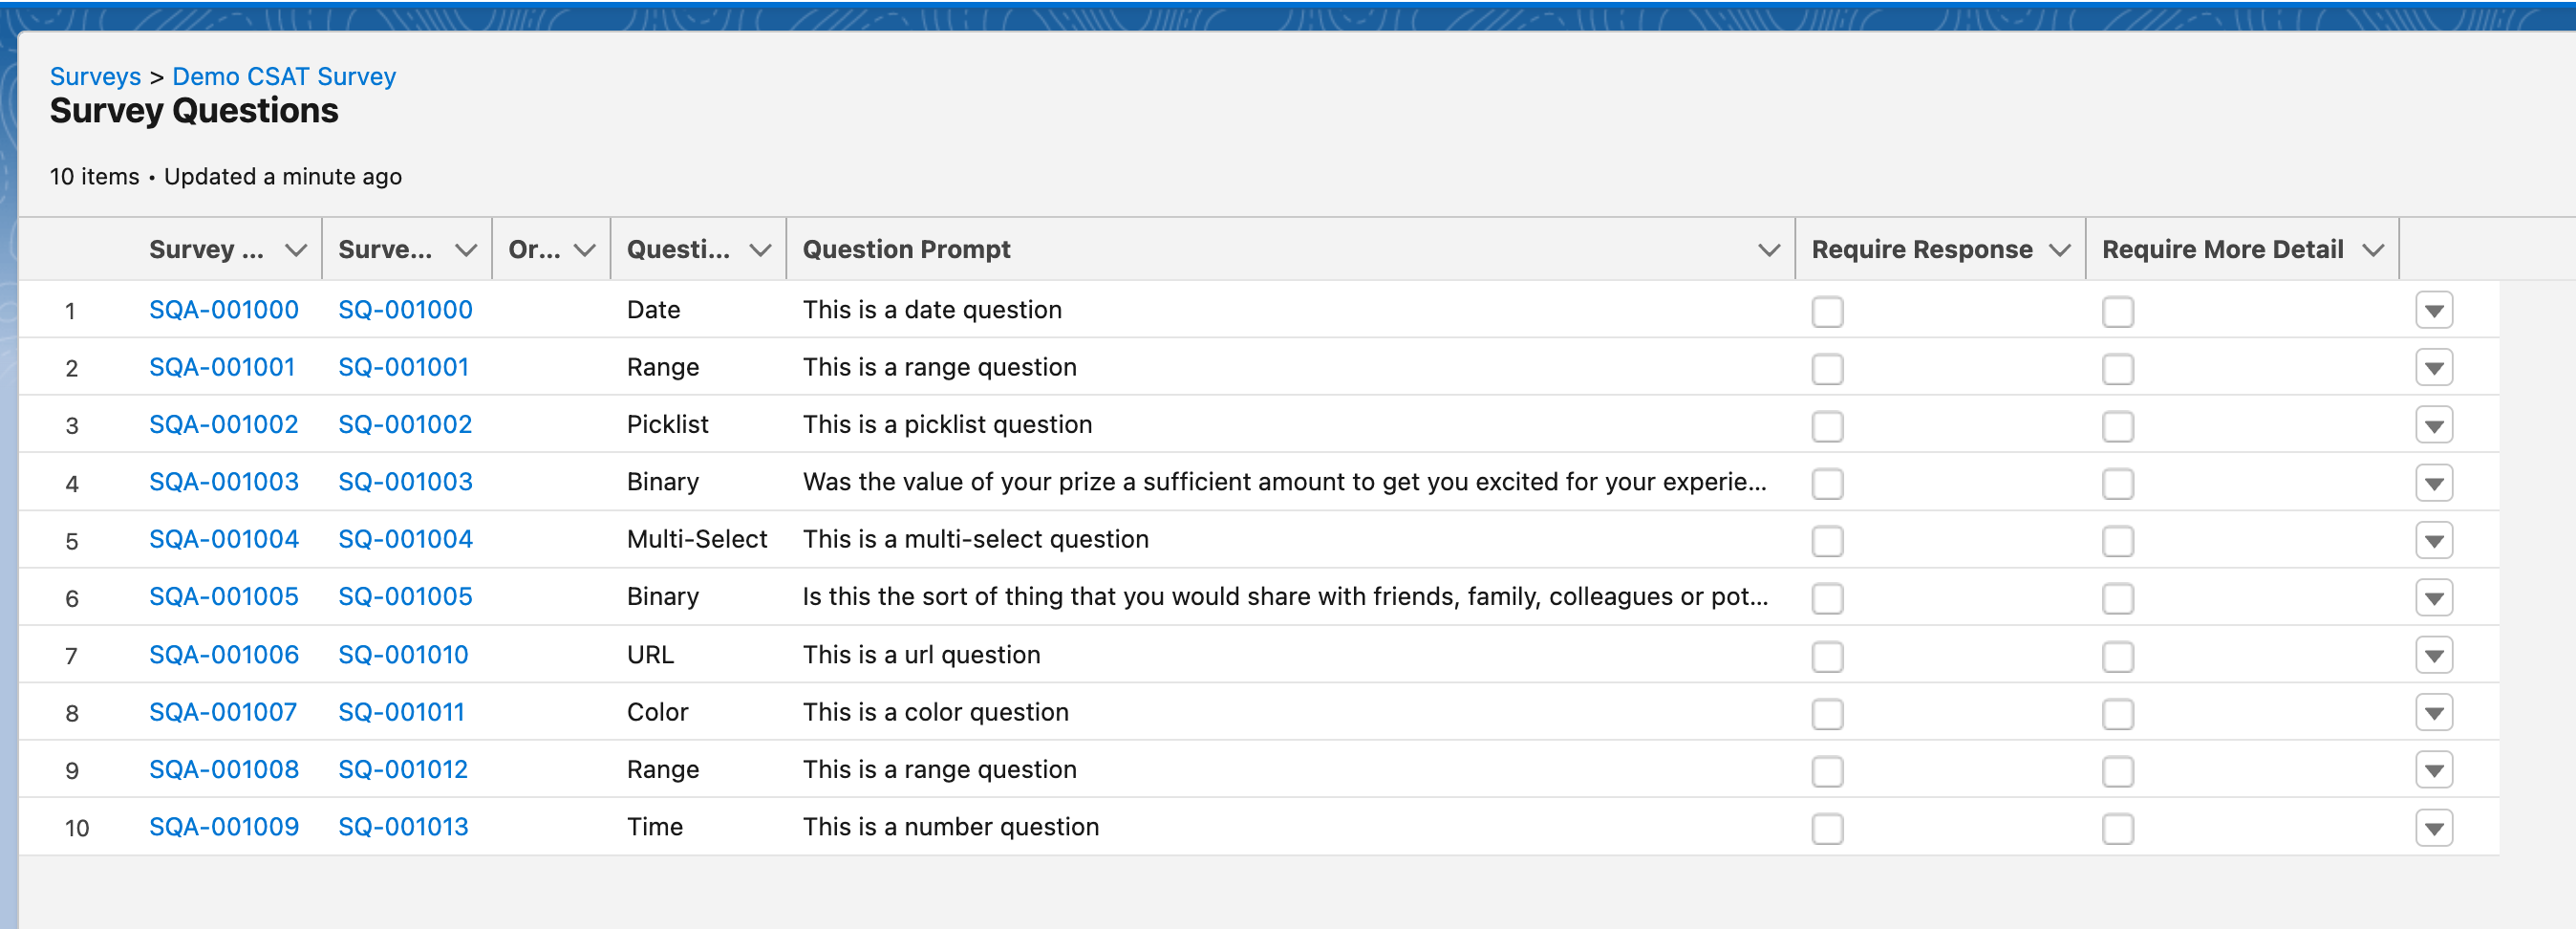 Surveys > Demo CSAT Survey
Survey Questions
10 items • Updated a minute ago
Survey ... Surve... Or... Questi... Question Prompt Require Response Require More Detail
1 SQA-001000 SQ-001000 Date This is a date question
2 SQA-001001 SQ-001001 Range This is a range question
3 SQA-001002 SQ-001002 Picklist This is a picklist question
4 SQA-001003 SQ-001003 Binary Was the value of your prize a sufficient amount to get you excited for your experie...
5 SQA-001004 SQ-001004 Multi-Select This is a multi-select question
6 SQA-001005 SQ-001005 Binary Is this the sort of thing that you would share with friends, family, colleagues or pot...
7 SQA-001006 SQ-001010 URL This is a url question
8 SQA-001007 SQ-001011 Color This is a color question
9 SQA-001008 SQ-001012 Range This is a range question
10 SQA-001009 SQ-001013 Time This is a number question